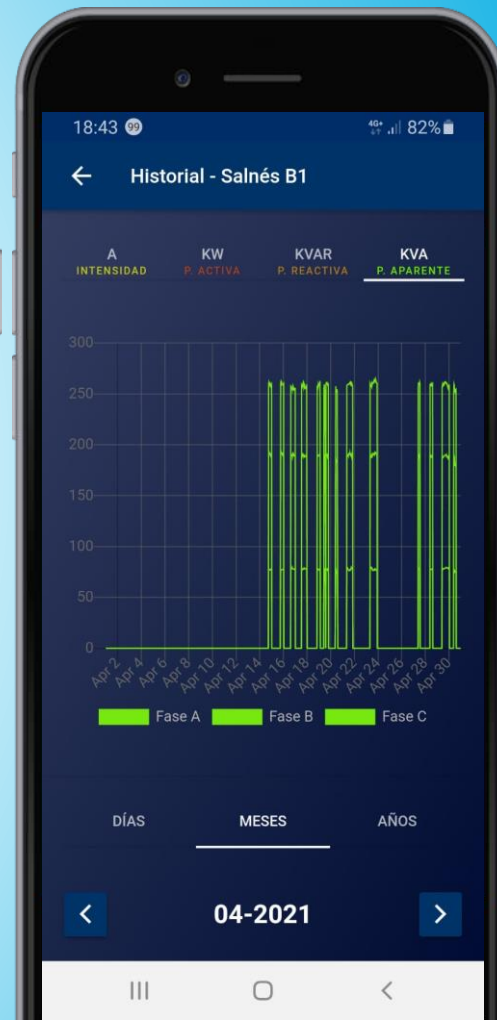 18:43 99 4G+ 82%
Historial - Salnés B1
A KW KVAR KVA
INTENSIDAD P. ACTIVA P. REACTIVA P. APARENTE
300
250
200
150
100
50
0
Apr 2 Apr 4 Apr 6 Apr 8 Apr 10 Apr 12 Apr 14 Apr 16 Apr 18 Apr 20 Apr 22 Apr 24 Apr 26 Apr 28 Apr 30
Fase A Fase B Fase C
DÍAS MESES AÑOS
04-2021